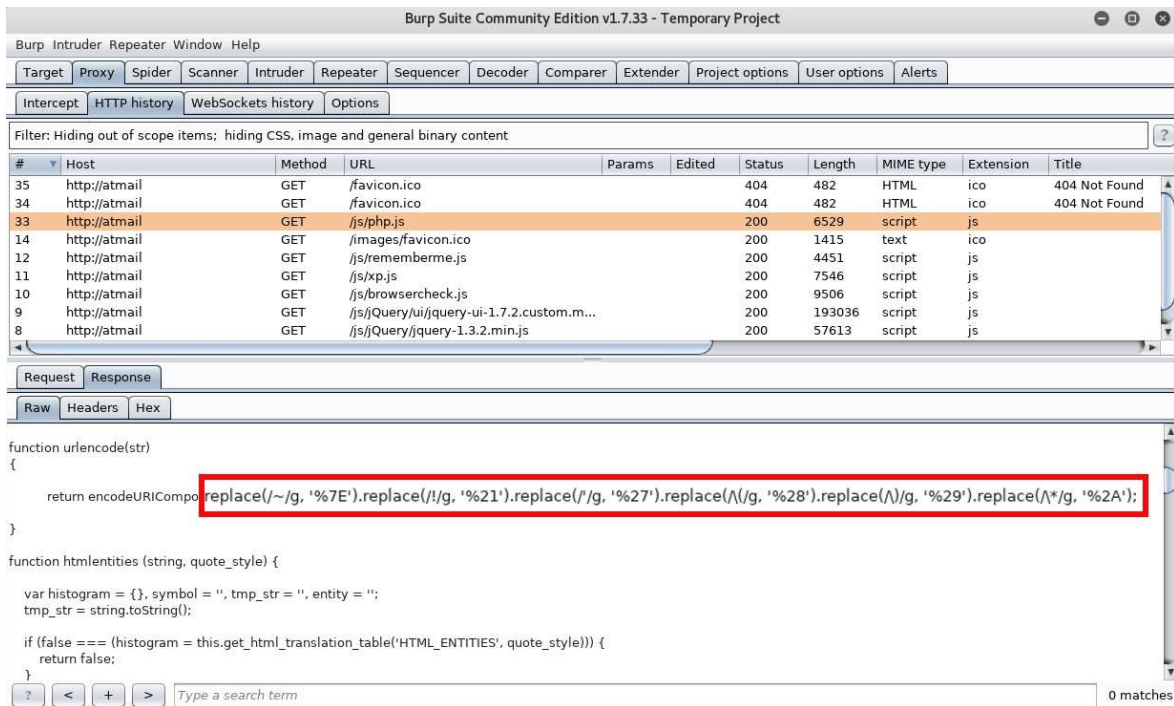 Burp Suite Community Edition v1.7.33 - Temporary Project
Burp Intruder Repeater Window Help
Target Proxy Spider Scanner Intruder Repeater Sequencer Decoder Comparer Extender Project options User options Alerts
Intercept HTTP history WebSockets history Options
Filter: Hiding out of scope items; hiding CSS, image and general binary content ?
# Host Method URL Params Edited Status Length MIME type Extension Title
35 http://atmail GET /favicon.ico 404 482 HTML ico 404 Not Found
34 http://atmail GET /favicon.ico 404 482 HTML ico 404 Not Found
33 http://atmail GET /js/php.js 200 6529 script js
14 http://atmail GET /images/favicon.ico 200 1415 text ico
12 http://atmail GET /js/rememberme.js 200 4451 script js
11 http://atmail GET /js/xp.js 200 7546 script js
10 http://atmail GET /js/browsercheck.js 200 9506 script js
9 http://atmail GET /js/jQuery/ui/jquery-ui-1.7.2.custom.m... 200 193036 script js
8 http://atmail GET /js/jQuery/jquery-1.3.2.min.js 200 57613 script js
Request Response
Raw Headers Hex
function urlencode(str)
{
return encodeURICompo replace(/~/g, '%7E').replace(/!/g, '%21').replace(/'/g, '%27').replace(/\(/g, '%28').replace(/\)/g, '%29').replace(/\*/g, '%2A');
}
function htmlentities (string, quote_style) {
var histogram = {}, symbol = '', tmp_str = '', entity = '';
tmp_str = string.toString();
if (false === (histogram = this.get_html_translation_table('HTML_ENTITIES', quote_style))) {
return false;
}
? < + > Type a search term 0 matches